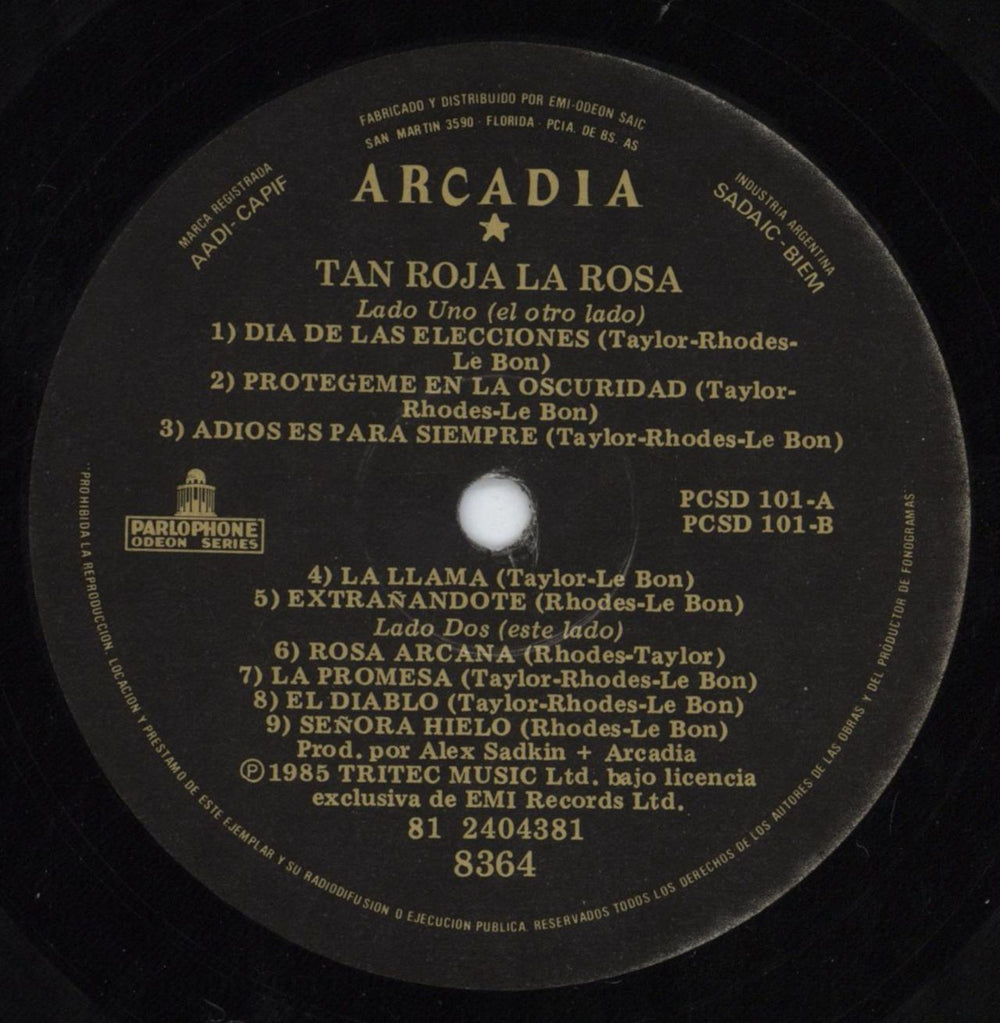 FABRICADO Y DISTRIBUIDO POR EMI-ODEON SAIC
SAN MARTIN 3590 - FLORIDA - PCIA. DE BS. AS
MARCA REGISTRADA
AADI-CAPIF
INDUSTRIA ARGENTINA
SADAIC-BIEM
ARCADIA
TAN ROJA LA ROSA
Lado Uno (el otro lado)
1) DIA DE LAS ELECCIONES (Taylor-Rhodes-
Le Bon)
2) PROTEGEME EN LA OSCURIDAD (Taylor-
Rhodes-Le Bon)
3) ADIOS ES PARA SIEMPRE (Taylor-Rhodes-Le Bon)
PARLOPHONE
ODEON SERIES
PCSD 101-A
PCSD 101-B
4) LA LLAMA (Taylor-Le Bon)
5) EXTRAÑANDOTE (Rhodes-Le Bon)
Lado Dos (este lado)
6) ROSA ARCANA (Rhodes-Taylor)
7) LA PROMESA (Taylor-Rhodes-Le Bon)
8) EL DIABLO (Taylor-Rhodes-Le Bon)
9) SEÑORA HIELO (Rhodes-Le Bon)
Prod. por Alex Sadkin + Arcadia
Ⓟ1985 TRITEC MUSIC Ltd. bajo licencia
exclusiva de EMI Records Ltd.
81 2404381
8364
"PROHIBIDA LA REPRODUCCION, LOCACION Y PRESTAMO DE ESTE EJEMPLAR Y SU RADIODIFUSION O EJECUCION PUBLICA. RESERVADOS TODOS LOS DERECHOS DE LOS AUTORES DE LAS OBRAS Y DEL PRODUCTOR DE FONOGRAMAS"